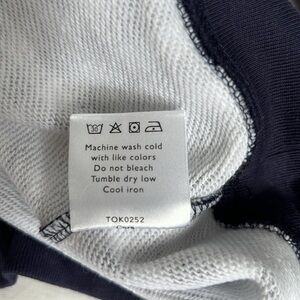 Machine wash cold
with like colors
Do not bleach
Tumble dry low
Cool iron
TOK0252